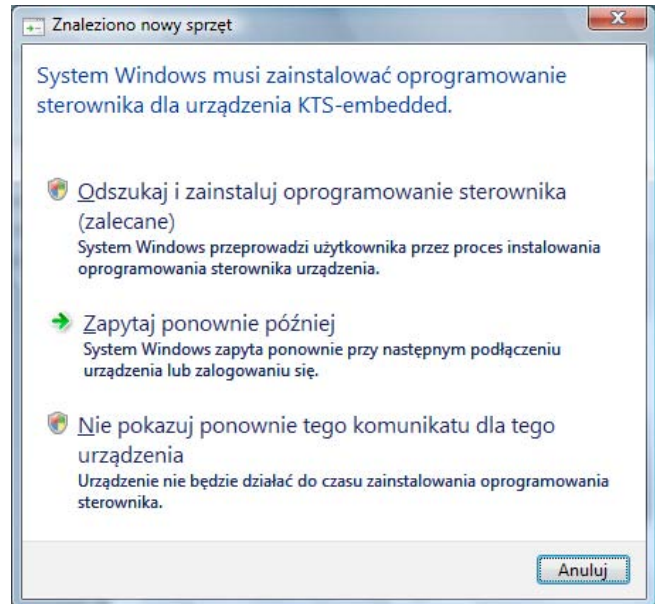 Znaleziono nowy sprzęt
System Windows musi zainstalować oprogramowanie
sterownika dla urządzenia KTS-embedded.
Odszukaj i zainstaluj oprogramowanie sterownika
(zalecane)
System Windows przeprowadzi użytkownika przez proces instalowania
oprogramowania sterownika urządzenia.
Zapytaj ponownie później
System Windows zapyta ponownie przy następnym podłączeniu
urządzenia lub zalogowaniu się.
Nie pokazuj ponownie tego komunikatu dla tego
urządzenia
Urządzenie nie będzie działać do czasu zainstalowania oprogramowania
sterownika.
Anuluj